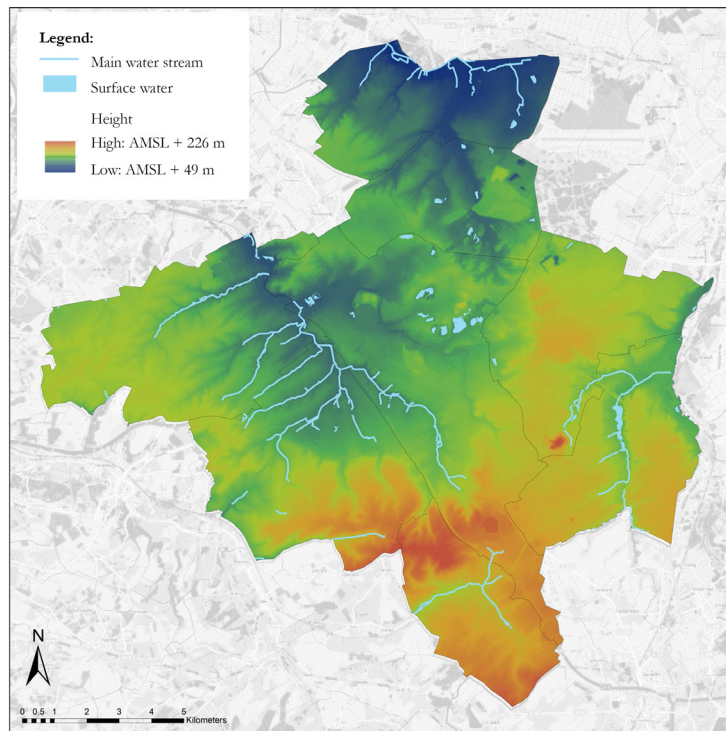 Legend:
Main water stream
Surface water
Height
High: AMSL + 226 m
Low: AMSL + 49 m
N
0 0.5 1 2 3 4 5
Kilometers